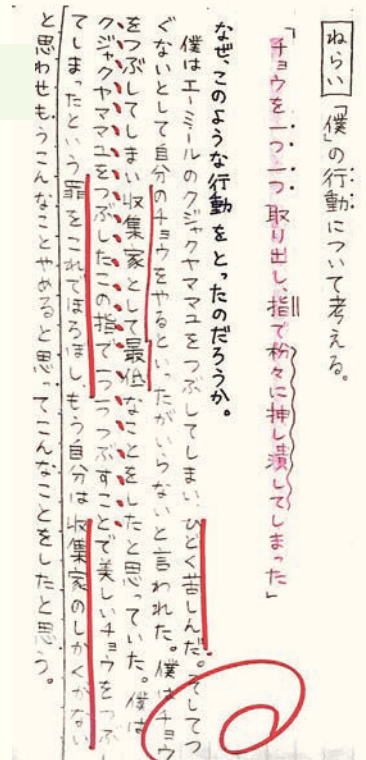 ねらい 「僕」の行動について考える。
「チョウを一つ一つ取り出し、指で粉々に押し潰してしまった」
なぜ、このような行動をとったのだろうか。
僕はエーミールのクジャクヤママユをつぶしてしまい、ひどく苦しんだ。そしてつ
ぐないとして自分のチョウをやるといったがいらないと言われた。僕はチョウ
をつぶしてしまい収集家として最低なことをしたと思っていた。僕は
クジャクヤママユをつぶしたこの指で一つ一つつぶすことで美しいチョウをつぶし
てしまったという罪をこれでほろぼし、もう自分は収集家のしかくがない
と思わせもうこんなことやめると思ってこんなことをしたと思う。